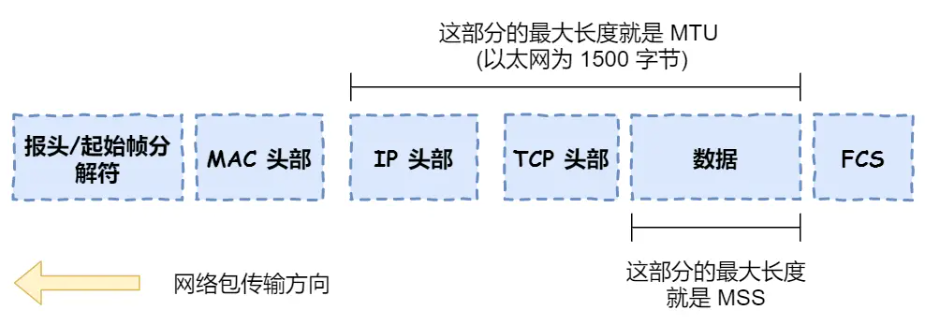 这部分的最大长度就是 MTU
(以太网为 1500 字节)
报头/起始帧分
解符
MAC 头部
IP 头部
TCP 头部
数据
FCS
网络包传输方向
这部分的最大长度
就是 MSS